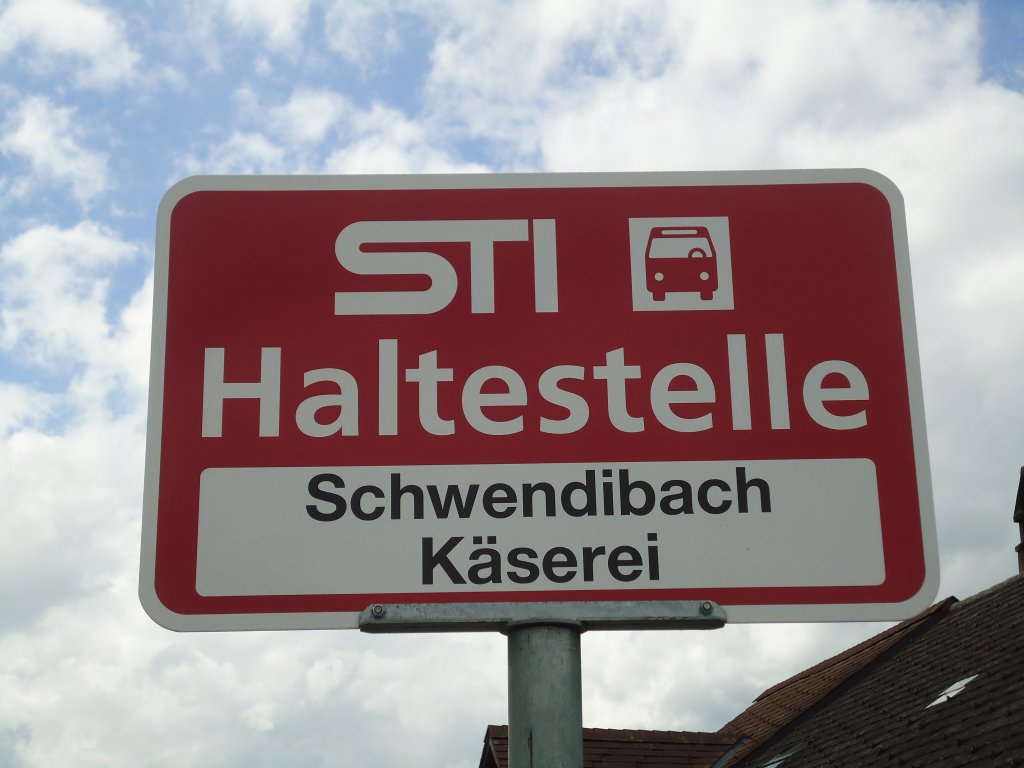 STI
Haltestelle
Schwendibach
Käserei